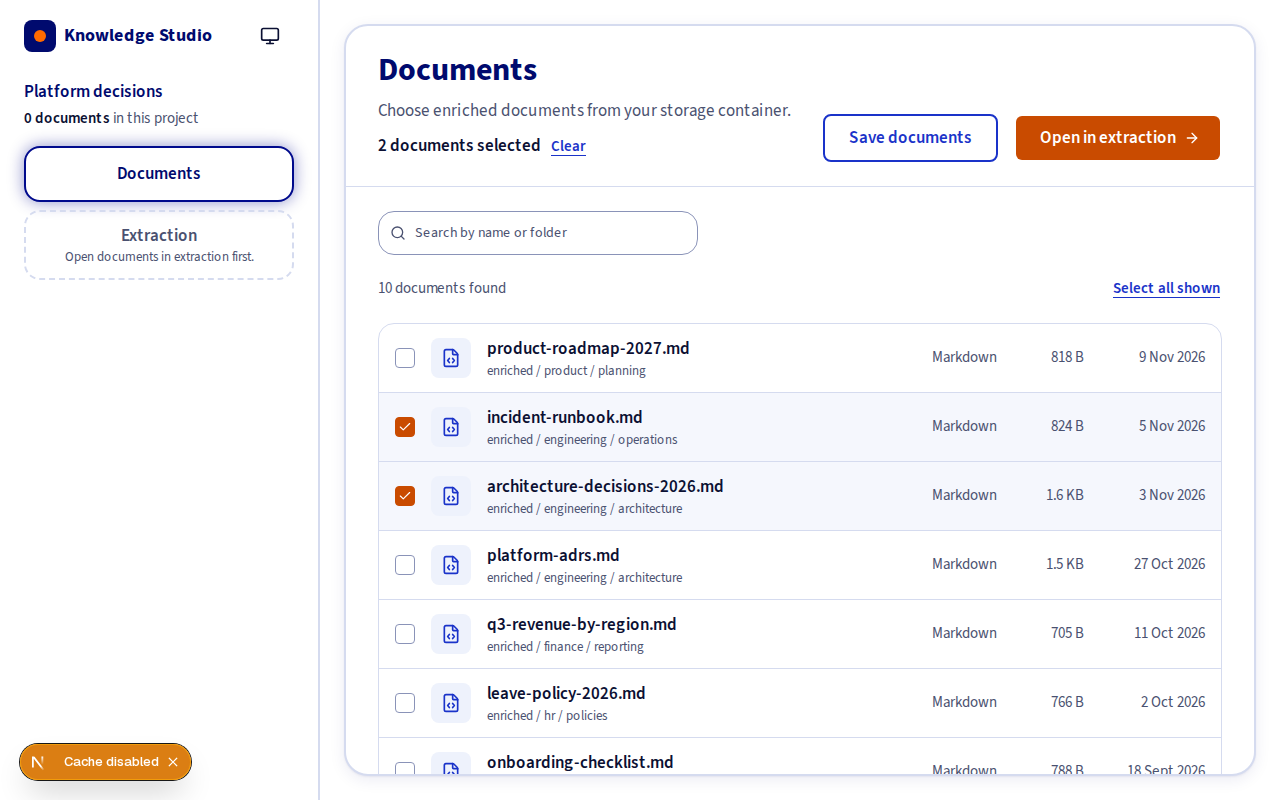 Knowledge Studio
Platform decisions
0 documents in this project
Documents
Extraction
Open documents in extraction first.
Cache disabled
Documents
Choose enriched documents from your storage container.
2 documents selected Clear
Save documents
Open in extraction →
Search by name or folder
10 documents found
Select all shown
product-roadmap-2027.md
enriched / product / planning
Markdown 818 B 9 Nov 2026
incident-runbook.md
enriched / engineering / operations
Markdown 824 B 5 Nov 2026
architecture-decisions-2026.md
enriched / engineering / architecture
Markdown 1.6 KB 3 Nov 2026
platform-adrs.md
enriched / engineering / architecture
Markdown 1.5 KB 27 Oct 2026
q3-revenue-by-region.md
enriched / finance / reporting
Markdown 705 B 11 Oct 2026
leave-policy-2026.md
enriched / hr / policies
Markdown 766 B 2 Oct 2026
onboarding-checklist.md
Markdown 788 B 18 Sept 2026